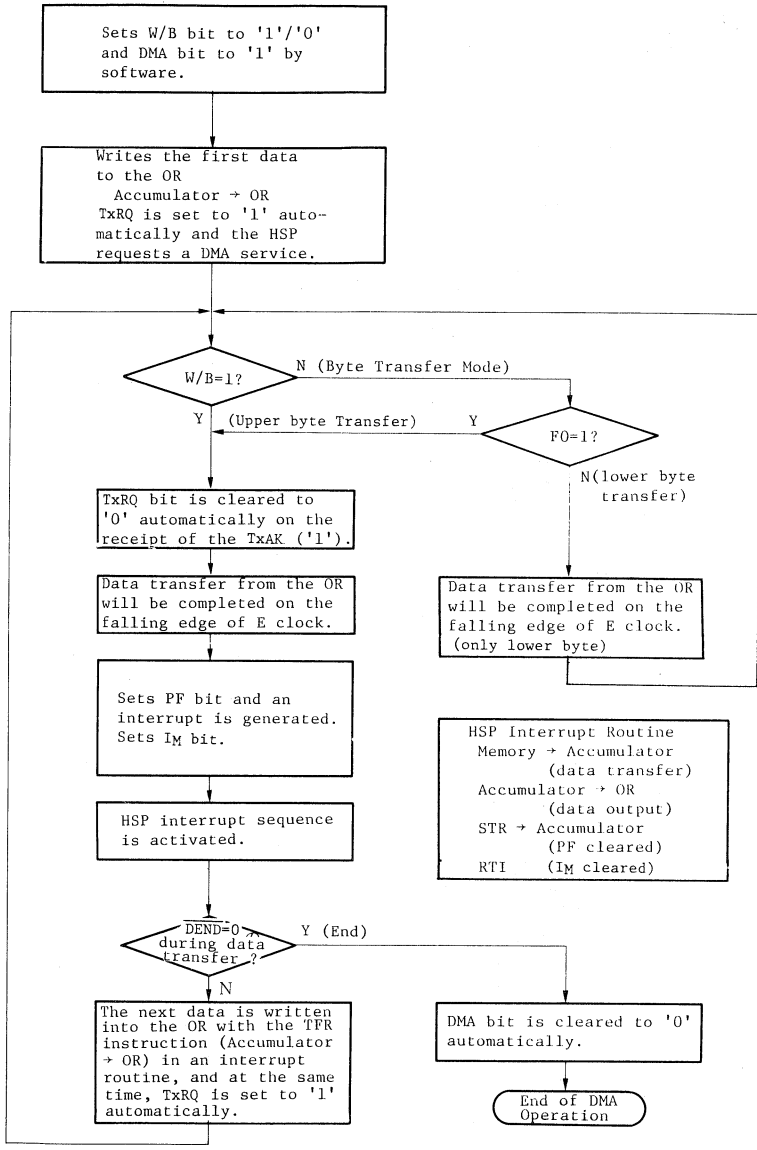 Sets W/B bit to '1'/'0'
and DMA bit to '1' by
software.
Writes the first data
to the OR
Accumulator → OR
TxRQ is set to '1' auto-
matically and the HSP
requests a DMA service.
W/B=1?
N (Byte Transfer Mode)
Y
(Upper byte Transfer)
Y
F0=1?
N(lower byte
transfer)
TxRQ bit is cleared to
'0' automatically on the
receipt of the TxAK ('1').
Data transfer from the OR
will be completed on the
falling edge of E clock.
Data transfer from the OR
will be completed on the
falling edge of E clock.
(only lower byte)
Sets PF bit and an
interrupt is generated.
Sets IM bit.
HSP Interrupt Routine
Memory → Accumulator
(data transfer)
Accumulator → OR
(data output)
STR → Accumulator
(PF cleared)
RTI (IM cleared)
HSP interrupt sequence
is activated.
DEND=0
during data
transfer ?
Y (End)
N
The next data is written
into the OR with the TFR
instruction (Accumulator
→ OR) in an interrupt
routine, and at the same
time, TxRQ is set to '1'
automatically.
DMA bit is cleared to '0'
automatically.
End of DMA
Operation